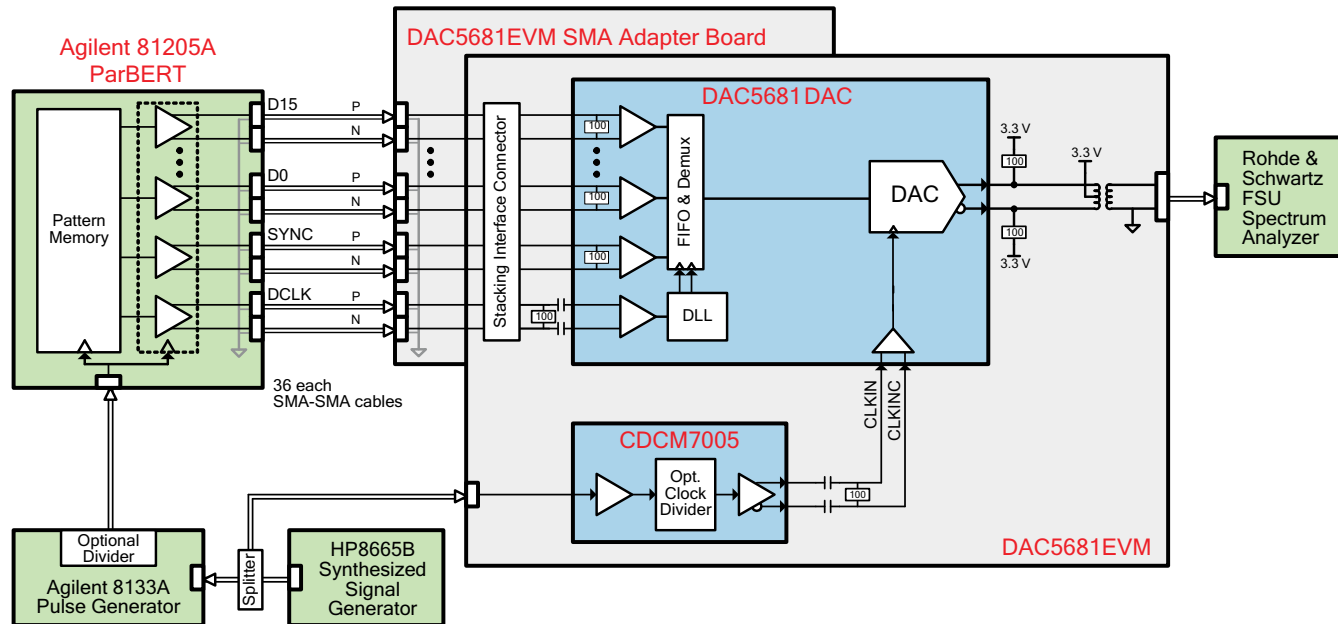 Agilent 81205A
ParBERT
DAC5681EVM SMA Adapter Board
DAC5681DAC
D15
P
N
D0
P
N
SYNC
P
N
DCLK
P
N
Pattern
Memory
36 each
SMA-SMA cables
Stacking Interface Connector
100
100
100
100
FIFO & Demux
DLL
DAC
3.3 V
100
3.3 V
100
3.3 V
Rohde &
Schwartz
FSU
Spectrum
Analyzer
CLKIN
CLKINC
CDCM7005
Opt.
Clock
Divider
100
DAC5681EVM
Optional
Divider
Agilent 8133A
Pulse Generator
Splitter
HP8665B
Synthesized
Signal
Generator